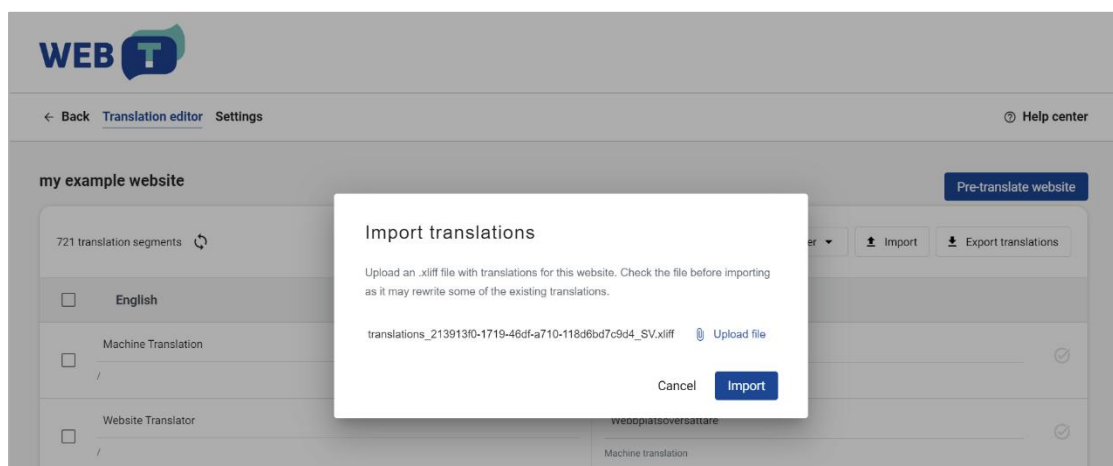 WEB T
← Back Translation editor Settings
Help center
my example website
Pre-translate website
721 translation segments
Import
Export translations
Import translations
Upload an .xliff file with translations for this website. Check the file before importing
as it may rewrite some of the existing translations.
translations_213913f0-1719-46df-a710-118d6bd7c9d4_SV.xliff Upload file
Cancel Import
English
Machine Translation
/
Website Translator
/
Machine translation